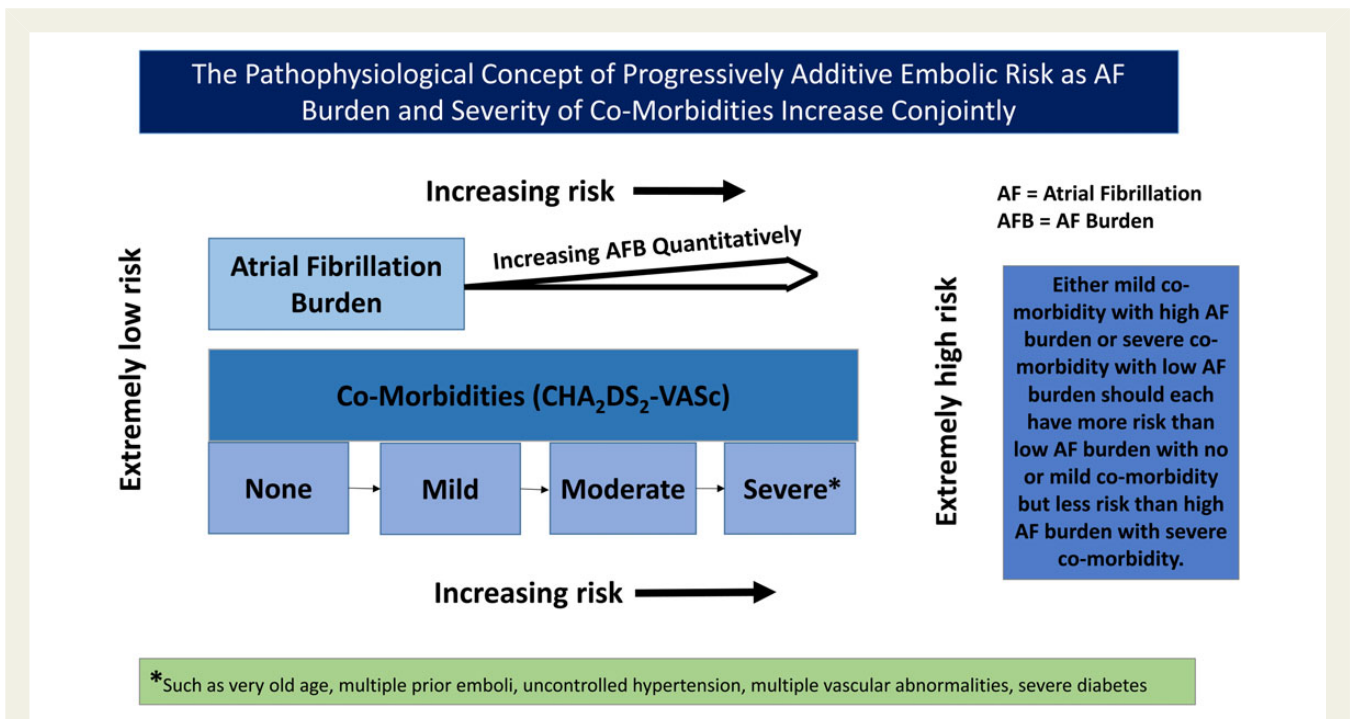 The Pathophysiological Concept of Progressively Additive Embolic Risk as AF
Burden and Severity of Co-Morbidities Increase Conjointly
Increasing risk
AF = Atrial Fibrillation
AFB = AF Burden
Extremely low risk
Atrial Fibrillation
Burden
Increasing AFB Quantitatively
Co-Morbidities (CHA₂DS₂-VASc)
None
Mild
Moderate
Severe*
Increasing risk
Extremely high risk
Either mild co-
morbidity with high AF
burden or severe co-
morbidity with low AF
burden should each
have more risk than
low AF burden with no
or mild co-morbidity
but less risk than high
AF burden with severe
co-morbidity.
*Such as very old age, multiple prior emboli, uncontrolled hypertension, multiple vascular abnormalities, severe diabetes